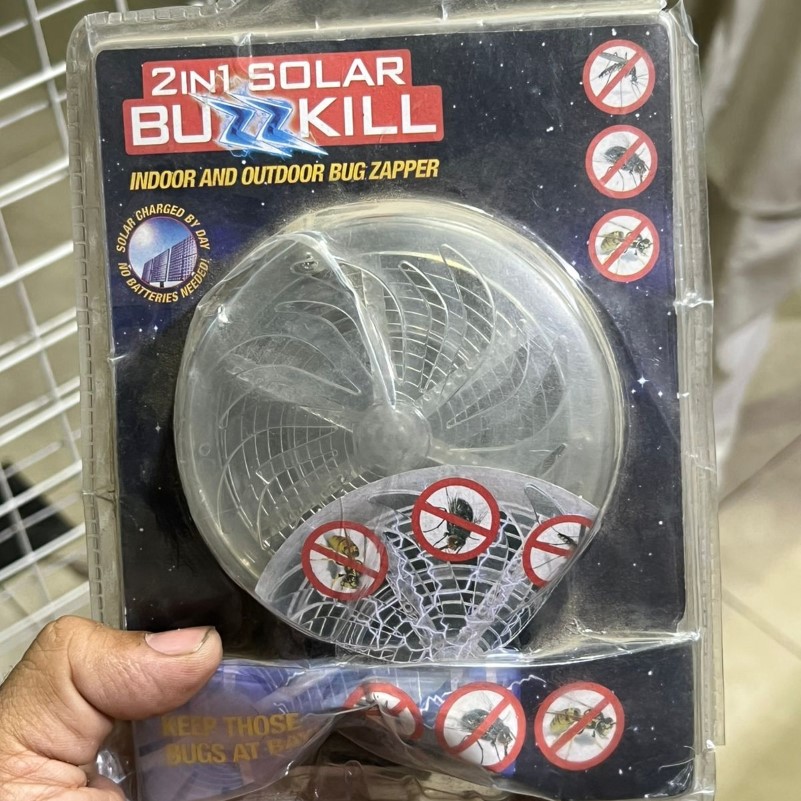 2IN1 SOLAR
BUZZKILL
INDOOR AND OUTDOOR BUG ZAPPER
SOLAR CHARGED BY DAY
NO BATTERIES NEEDED!
KEEP THOSE
BUGS AT BAY